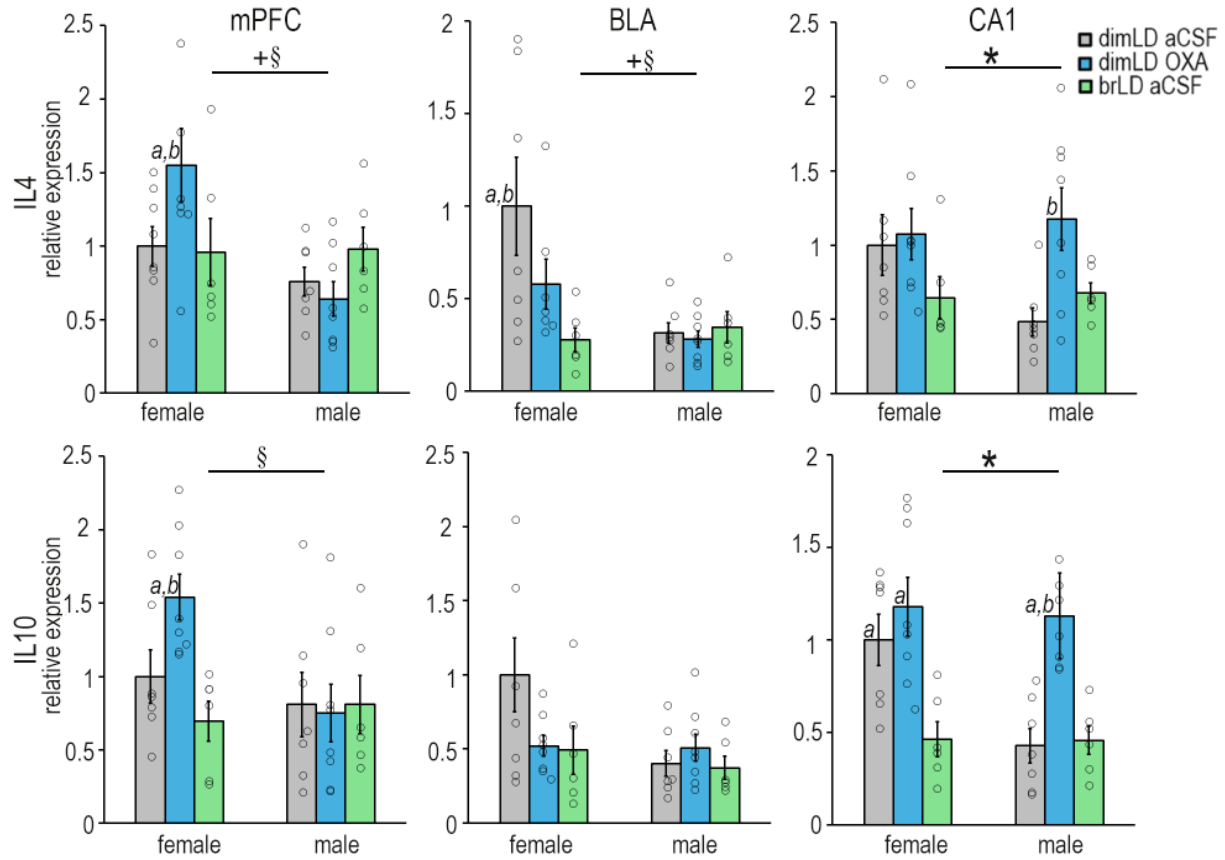 mPFC
BLA
CA1
dimLD aCSF
dimLD OXA
brLD aCSF
IL4
relative expression
2.5
2
1.5
1
0.5
0
+§
a,b
female
male
2
1.5
1
0.5
0
+§
a,b
female
male
2.5
2
1.5
1
0.5
0
*
b
female
male
IL10
relative expression
2.5
2
1.5
1
0.5
0
§
a,b
female
male
2.5
2
1.5
1
0.5
0
female
male
2
1.5
1
0.5
0
*
a
a
a,b
female
male